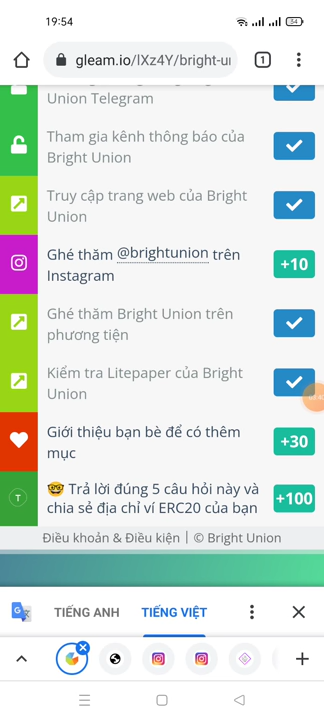 19:54
54
gleam.io/lXz4Y/bright-u
1
Union Telegram
Tham gia kênh thông báo của
Bright Union
Truy cập trang web của Bright
Union
Ghé thăm @brightunion trên
Instagram
+10
Ghé thăm Bright Union trên
phương tiện
Kiểm tra Litepaper của Bright
Union
Giới thiệu bạn bè để có thêm
mục
+30
T
🤓 Trả lời đúng 5 câu hỏi này và
chia sẻ địa chỉ ví ERC20 của bạn
+100
Điều khoản & Điều kiện | © Bright Union
TIẾNG ANH
TIẾNG VIỆT